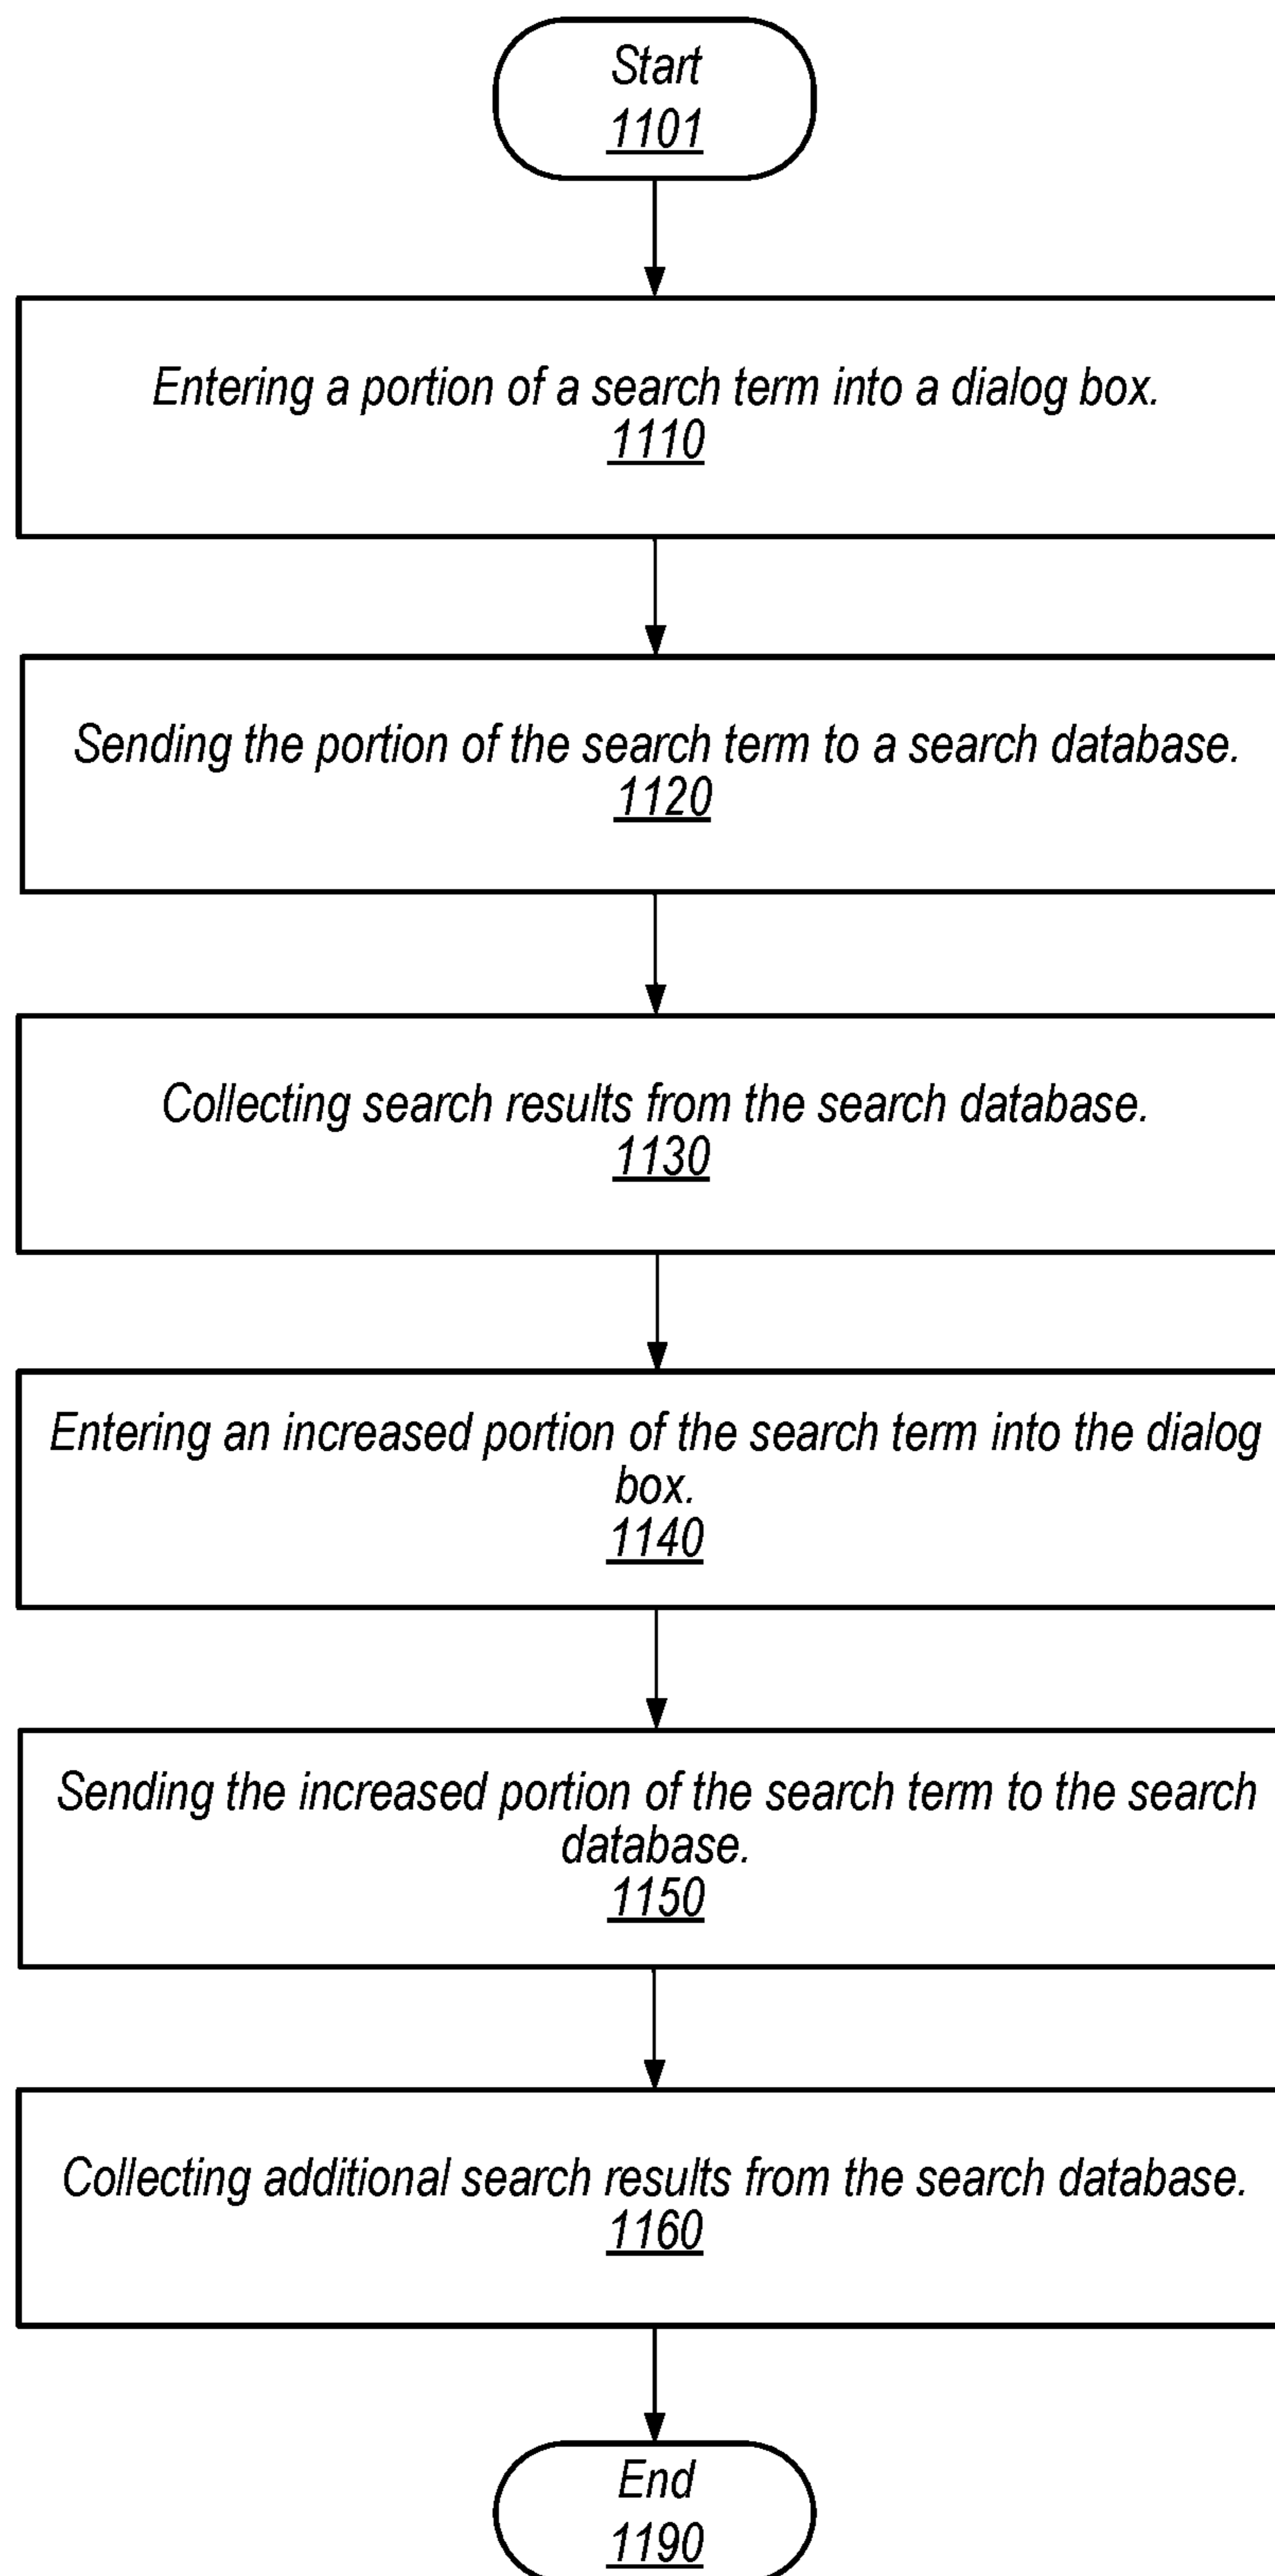 Start
1101
Entering a portion of a search term into a dialog box.
1110
Sending the portion of the search term to a search database.
1120
Collecting search results from the search database.
1130
Entering an increased portion of the search term into the dialog
box.
1140
Sending the increased portion of the search term to the search
database.
1150
Collecting additional search results from the search database.
1160
End
1190